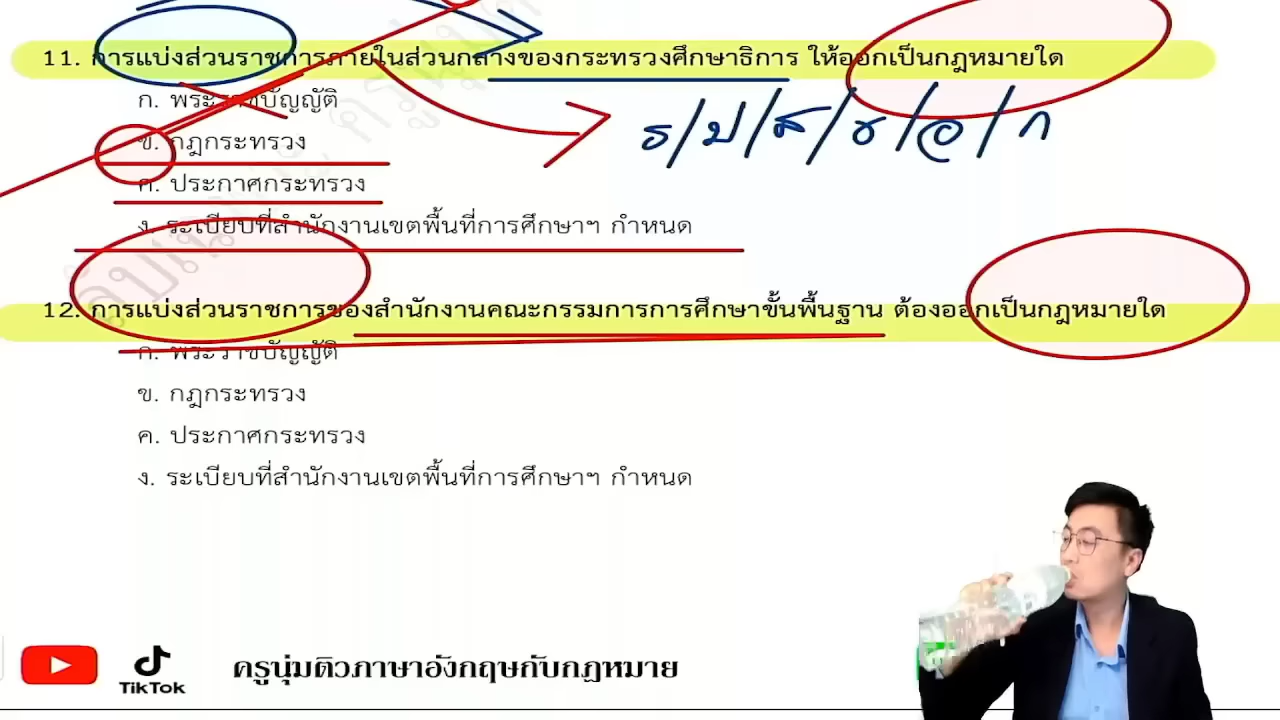 11. การแบ่งส่วนราชการภายในส่วนกลางของกระทรวงศึกษาธิการ ให้ออกเป็นกฎหมายใด
ก. พระราชบัญญัติ
ข. กฎกระทรวง
ค. ประกาศกระทรวง
ง. ระเบียบที่สำนักงานเขตพื้นที่การศึกษาฯ กำหนด
12. การแบ่งส่วนราชการของสำนักงานคณะกรรมการการศึกษาขั้นพื้นฐาน ต้องออกเป็นกฎหมายใด
ก. พระราชบัญญัติ
ข. กฎกระทรวง
ค. ประกาศกระทรวง
ง. ระเบียบที่สำนักงานเขตพื้นที่การศึกษาฯ กำหนด
TikTok ครูนุ่มติวภาษาอังกฤษกับกฎหมาย